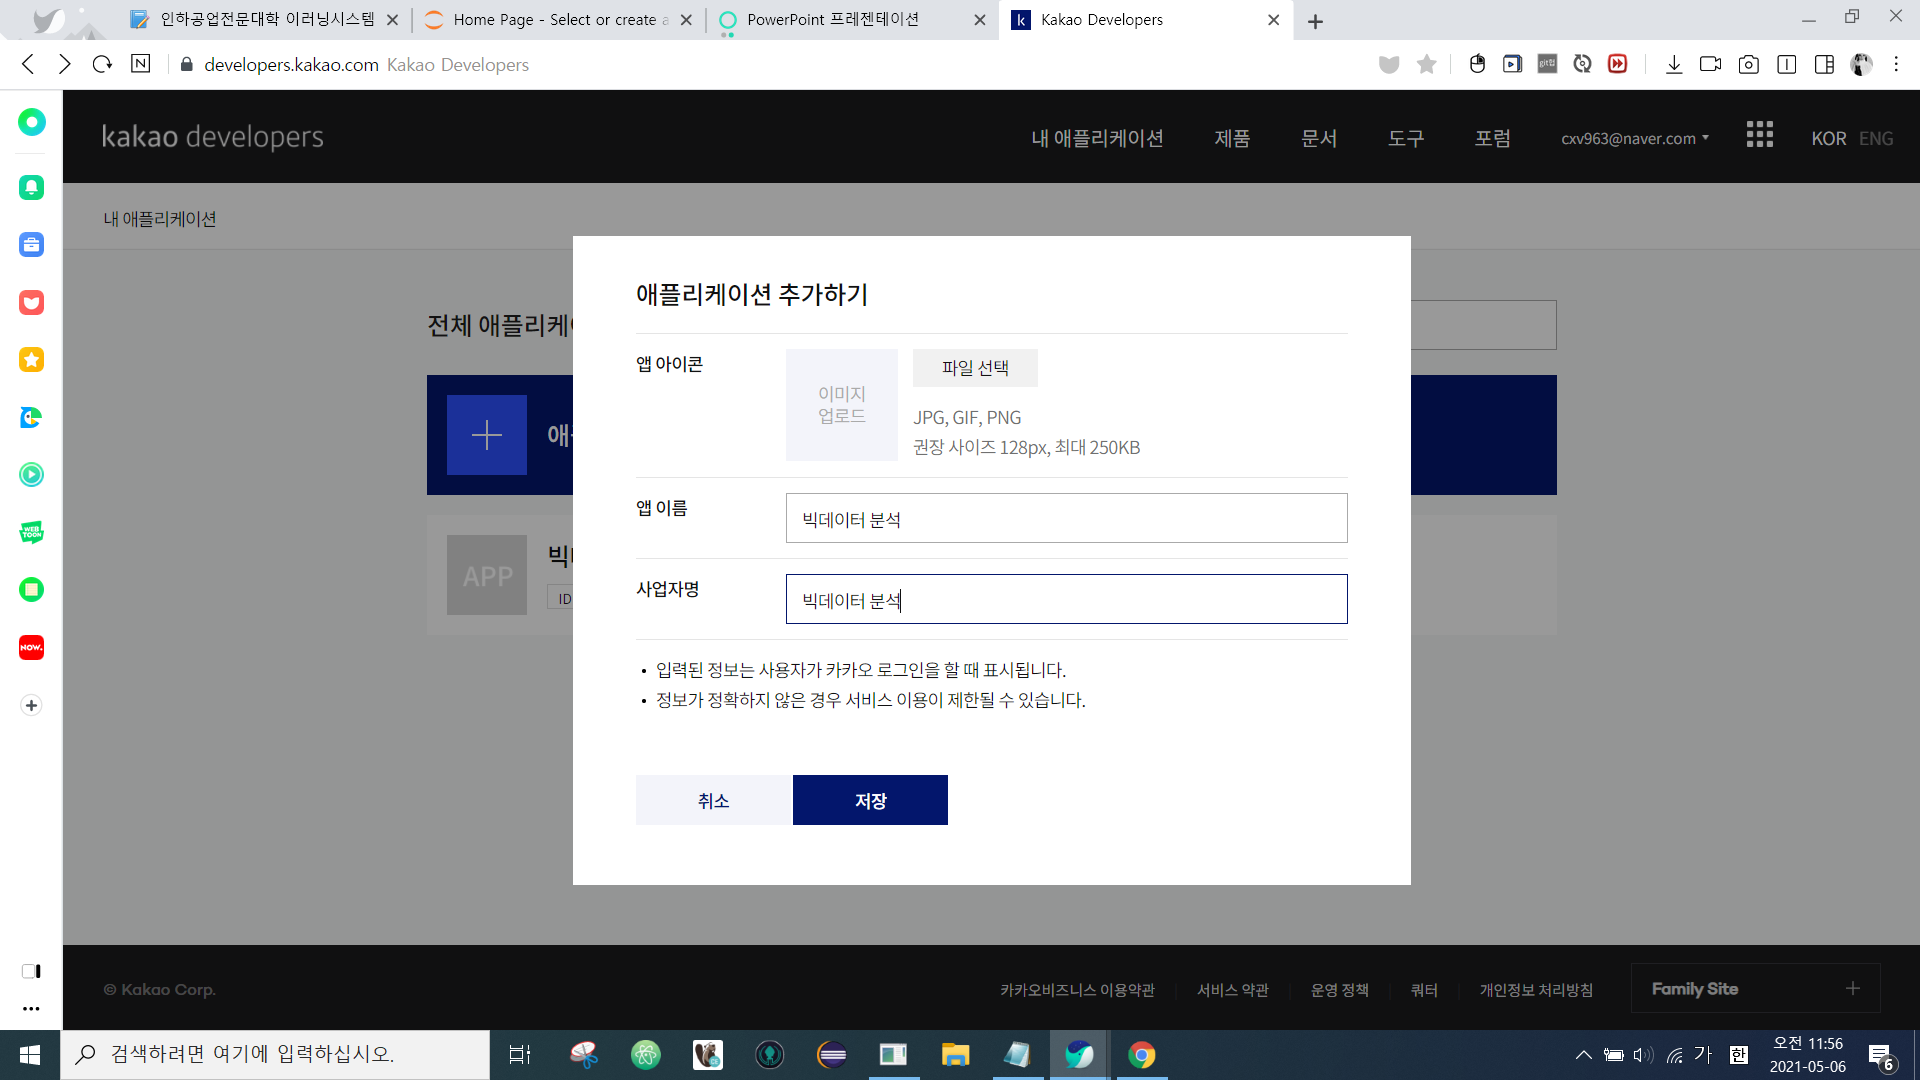 인하공업전문대학 이러닝시스템
Home Page - Select or create a
PowerPoint 프레젠테이션
k
Kakao Developers
N
developers.kakao.com Kakao Developers
kakao developers
내 애플리케이션
제품
문서
도구
포럼
cxv963@naver.com
KOR ENG
내 애플리케이션
전체 애플리케
애플리케이션 추가하기
앱 아이콘
이미지
업로드
파일 선택
JPG, GIF, PNG
권장 사이즈 128px, 최대 250KB
앱 이름
빅데이터 분석
APP
ID
사업자명
빅데이터 분석
• 입력된 정보는 사용자가 카카오 로그인을 할 때 표시됩니다.
• 정보가 정확하지 않은 경우 서비스 이용이 제한될 수 있습니다.
취소
저장
WEB
TOON
NOW.
© Kakao Corp.
카카오비즈니스 이용약관
서비스 약관
운영 정책
쿼터
개인정보 처리방침
Family Site
검색하려면 여기에 입력하십시오.
가
한
오전 11:56
2021-05-06
6